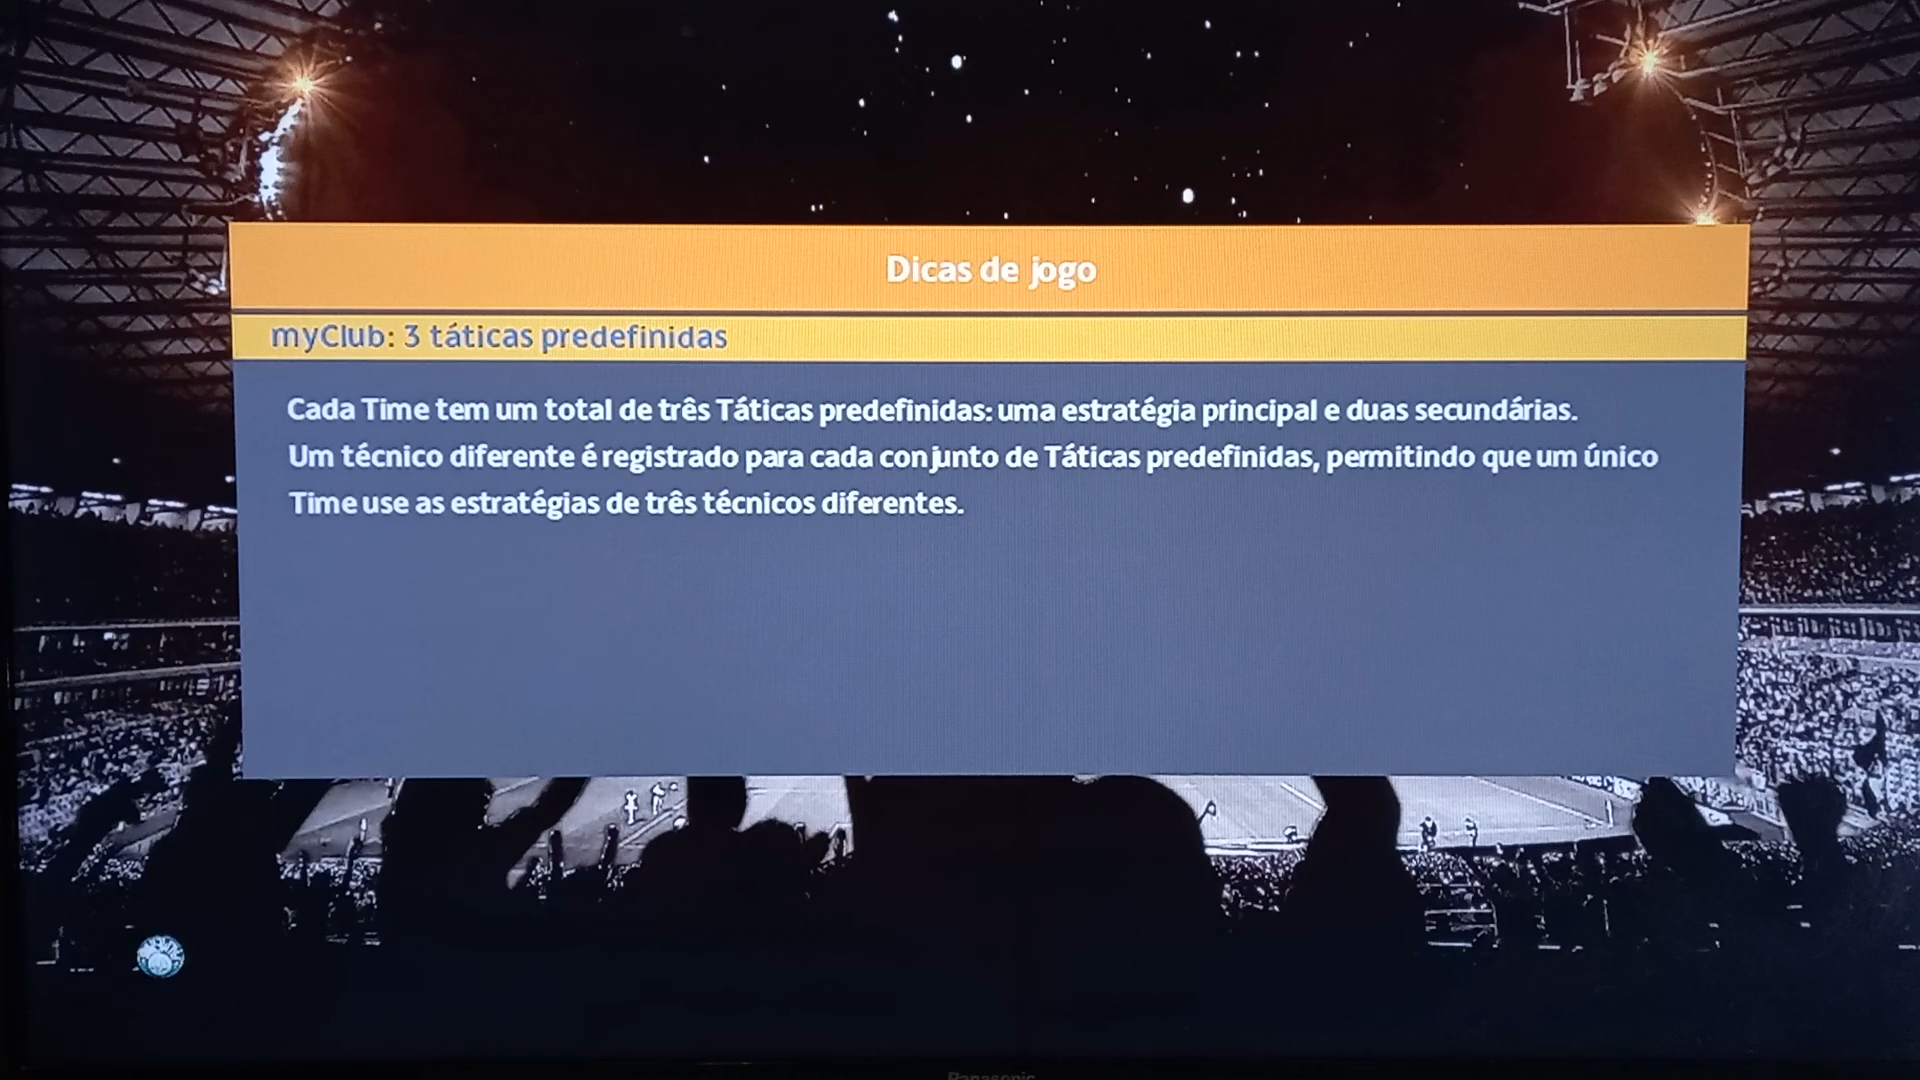 Dicas de jogo
myClub: 3 táticas predefinidas
Cada Time tem um total de três Táticas predefinidas: uma estratégia principal e duas secundárias.
Um técnico diferente é registrado para cada conjunto de Táticas predefinidas, permitindo que um único
Time use as estratégias de três técnicos diferentes.
Panasonic